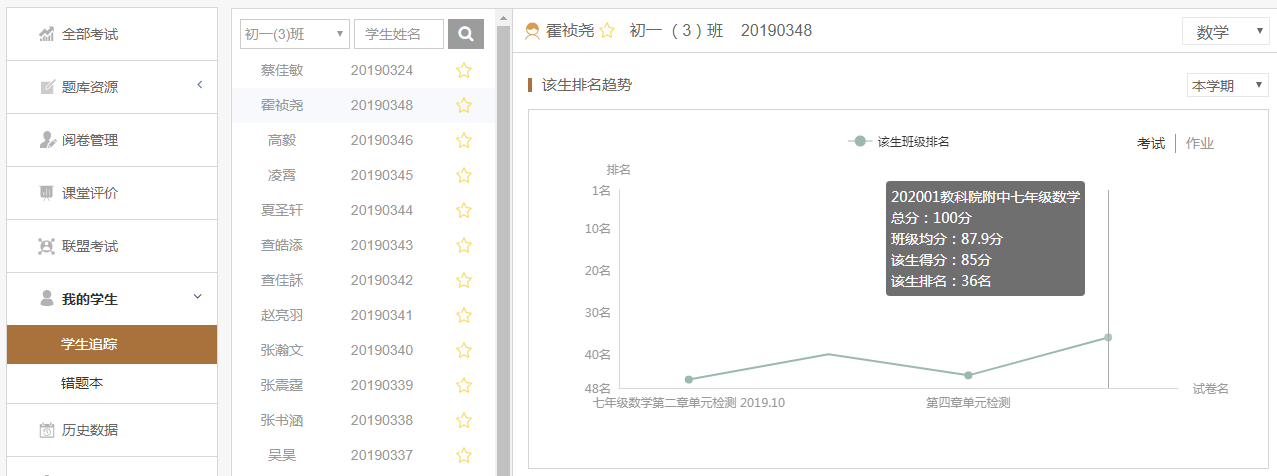 全部考试
题库资源
阅卷管理
课堂评价
联盟考试
我的学生
学生追踪
错题本
历史数据
初一(3)班
学生姓名
蔡佳敏 20190324
霍祯尧 20190348
高毅 20190346
凌霄 20190345
夏圣轩 20190344
查皓添 20190343
查佳訸 20190342
赵亮羽 20190341
张瀚文 20190340
张震霆 20190339
张书涵 20190338
吴昊 20190337
霍祯尧 初一（3）班 20190348
数学
该生排名趋势
本学期
该生班级排名
考试 作业
排名
1名
10名
20名
30名
40名
48名
202001教科院附中七年级数学
总分：100分
班级均分：87.9分
该生得分：85分
该生排名：36名
试卷名
七年级数学第二章单元检测 2019.10
第四章单元检测